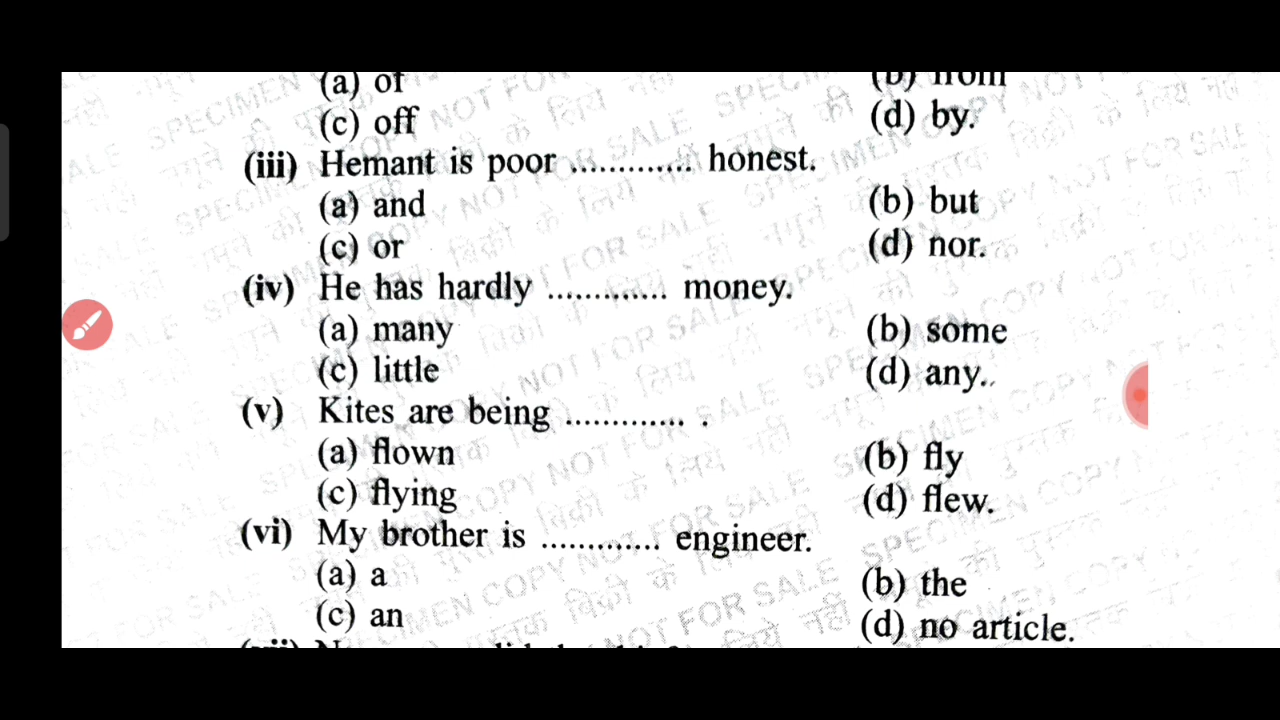 (a) of (b) from
(c) off (d) by.
(iii) Hemant is poor ............. honest.
(a) and (b) but
(c) or (d) nor.
(iv) He has hardly ............. money.
(a) many (b) some
(c) little (d) any..
(v) Kites are being ............. .
(a) flown (b) fly
(c) flying (d) flew.
(vi) My brother is ............. engineer.
(a) a (b) the
(c) an (d) no article.